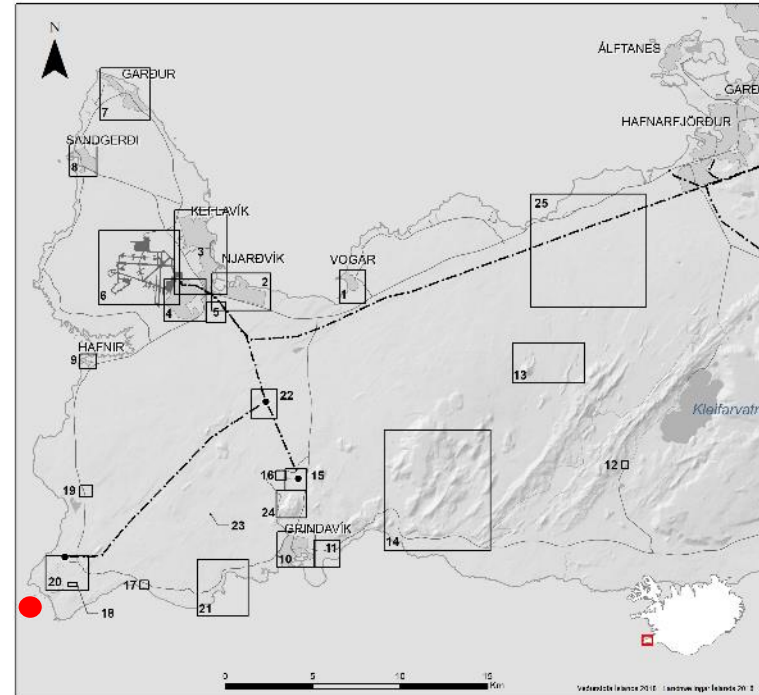 N
ÁLFTANES
GARÐUR
GARÐ
HAFNARFJÖRÐUR
7
SANDGERÐI
8
25
KEFLAVÍK
3
NJARÐVÍK
VOGAR
2
1
6
4
5
HAFNIR
9
13
22
Kleifarvatn
12
16
15
19
24
23
GRINDAVÍK
10
11
14
20
17
18
21
0
5
10
15
Km